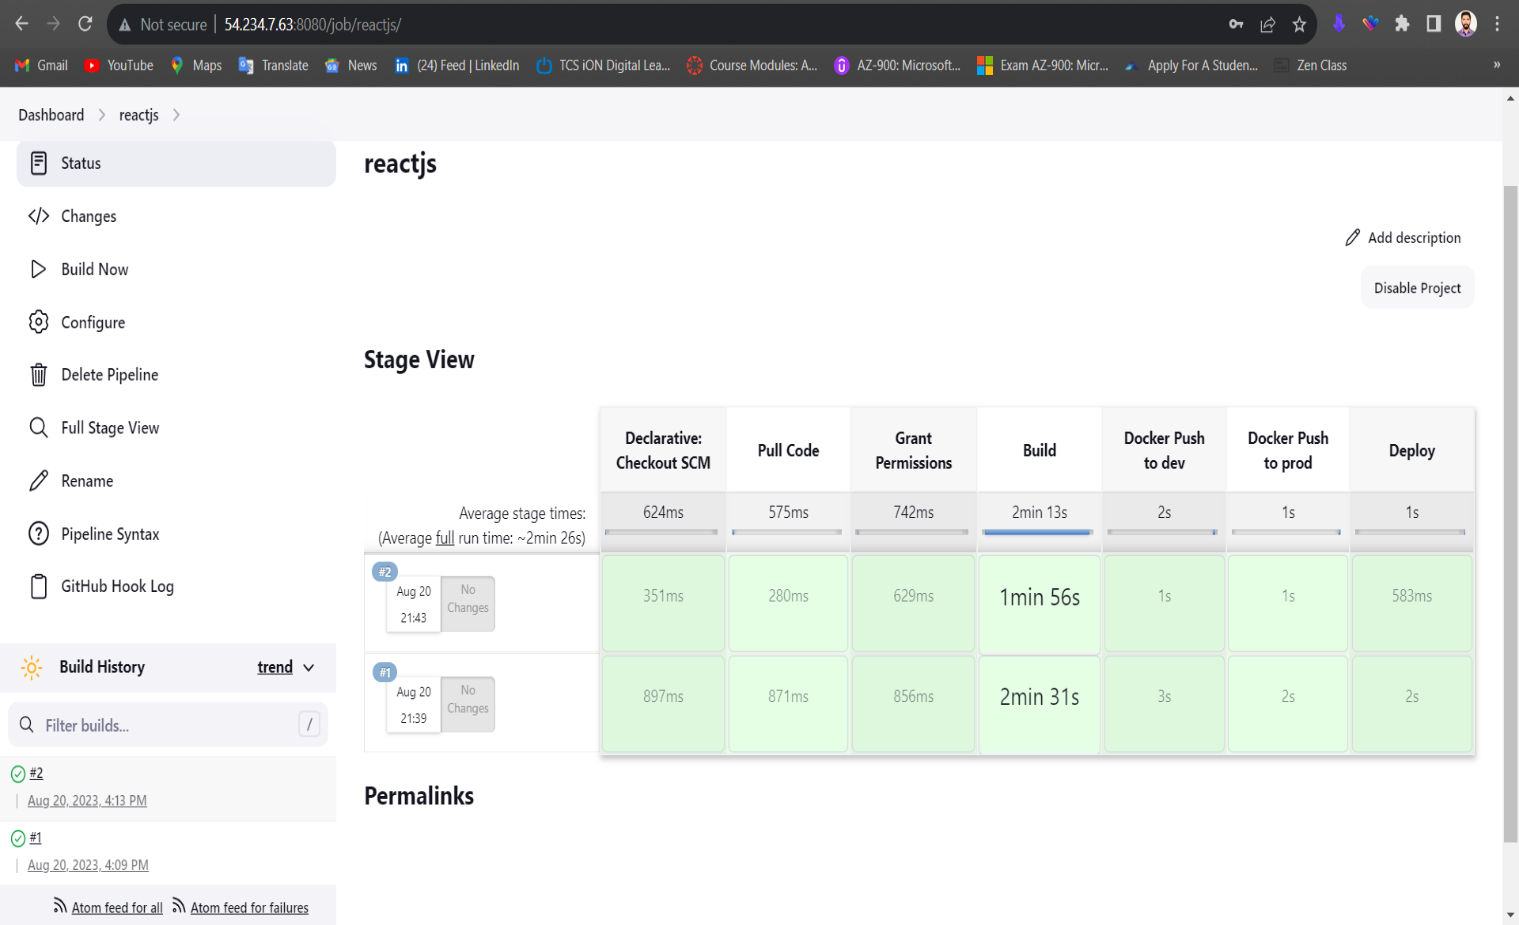 Not secure | 54.234.7.63:8080/job/reactjs/
Gmail YouTube Maps Translate News (24) Feed | LinkedIn TCS iON Digital Lea... Course Modules: A... AZ-900: Microsoft... Exam AZ-900: Micr... Apply For A Studen... Zen Class »
Dashboard > reactjs >
Status
Changes
Build Now
Configure
Delete Pipeline
Full Stage View
Rename
Pipeline Syntax
GitHub Hook Log
Build History trend
Filter builds... /
#2
Aug 20, 2023, 4:13 PM
#1
Aug 20, 2023, 4:09 PM
Atom feed for all Atom feed for failures
reactjs
Add description
Disable Project
Stage View
Declarative: Checkout SCM
Pull Code
Grant Permissions
Build
Docker Push to dev
Docker Push to prod
Deploy
Average stage times:
(Average full run time: ~2min 26s)
624ms 575ms 742ms 2min 13s 2s 1s 1s
#2
Aug 20
21:43
No Changes
351ms 280ms 629ms 1min 56s 1s 1s 583ms
#1
Aug 20
21:39
No Changes
897ms 871ms 856ms 2min 31s 3s 2s 2s
Permalinks